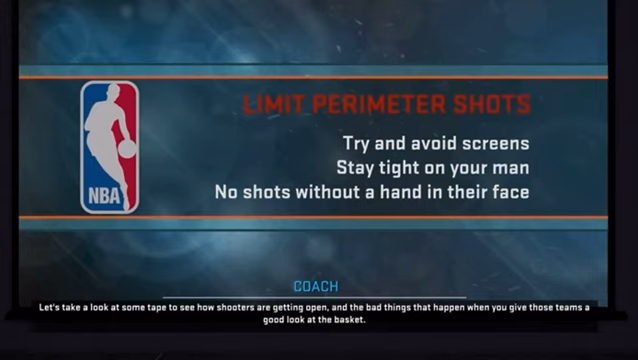 LIMIT PERIMETER SHOTS
Try and avoid screens
Stay tight on your man
No shots without a hand in their face
NBA
COACH
Let's take a look at some tape to see how shooters are getting open, and the bad things that happen when you give those teams a
good look at the basket.